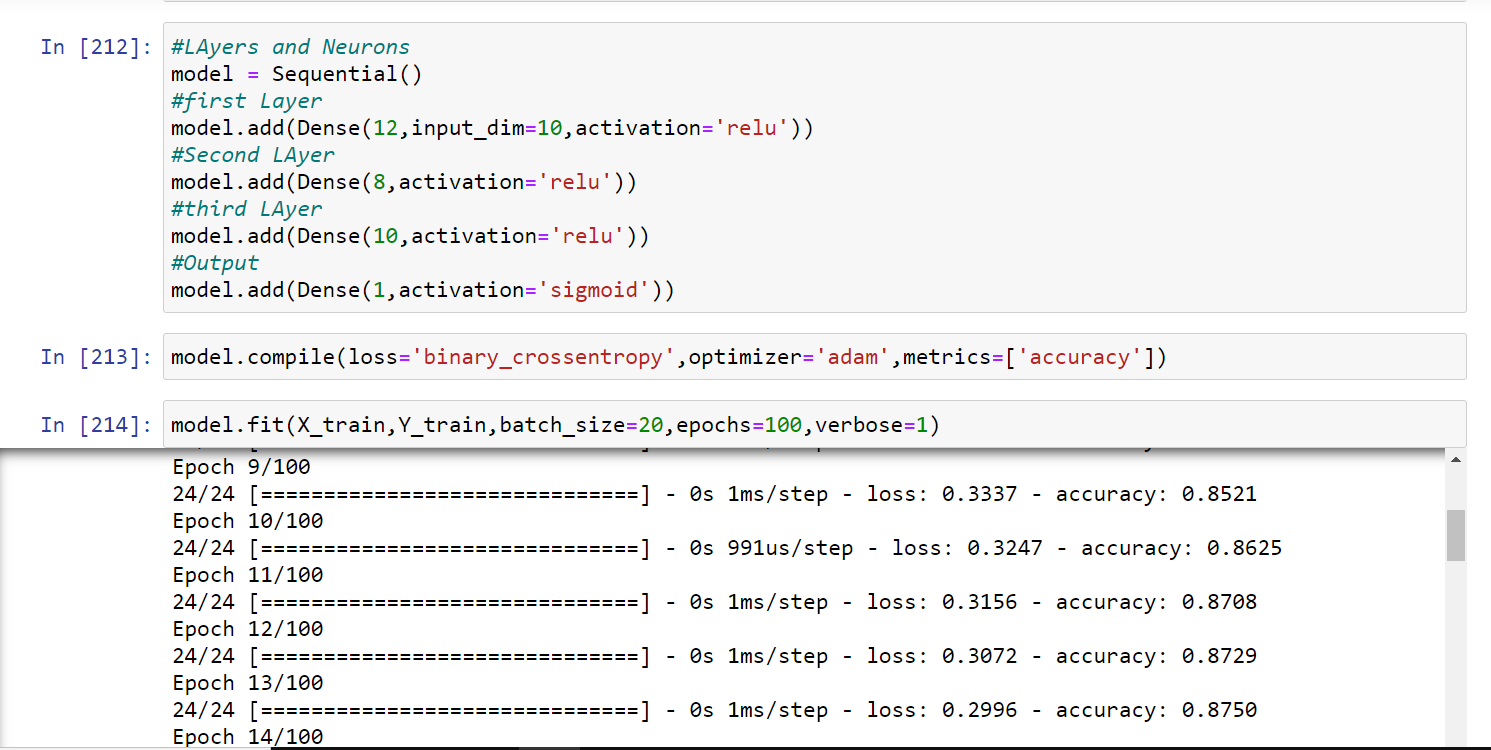 In [212]: #LAyers and Neurons
model = Sequential()
#first Layer
model.add(Dense(12,input_dim=10,activation='relu'))
#Second LAyer
model.add(Dense(8,activation='relu'))
#third LAyer
model.add(Dense(10,activation='relu'))
#Output
model.add(Dense(1,activation='sigmoid'))
In [213]: model.compile(loss='binary_crossentropy',optimizer='adam',metrics=['accuracy'])
In [214]: model.fit(X_train,Y_train,batch_size=20,epochs=100,verbose=1)
Epoch 9/100
24/24 [==============================] - 0s 1ms/step - loss: 0.3337 - accuracy: 0.8521
Epoch 10/100
24/24 [==============================] - 0s 991us/step - loss: 0.3247 - accuracy: 0.8625
Epoch 11/100
24/24 [==============================] - 0s 1ms/step - loss: 0.3156 - accuracy: 0.8708
Epoch 12/100
24/24 [==============================] - 0s 1ms/step - loss: 0.3072 - accuracy: 0.8729
Epoch 13/100
24/24 [==============================] - 0s 1ms/step - loss: 0.2996 - accuracy: 0.8750
Epoch 14/100